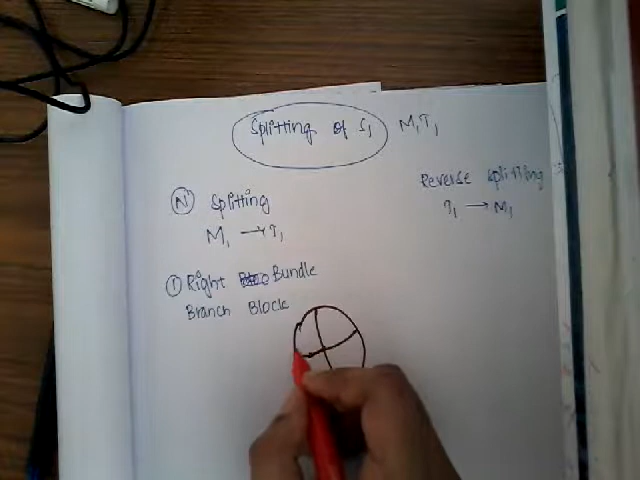 Splitting of S1 M1T1
N Splitting
M1 → T1
Reverse splitting
T1 → M1
1 Right Bundle
Branch Block